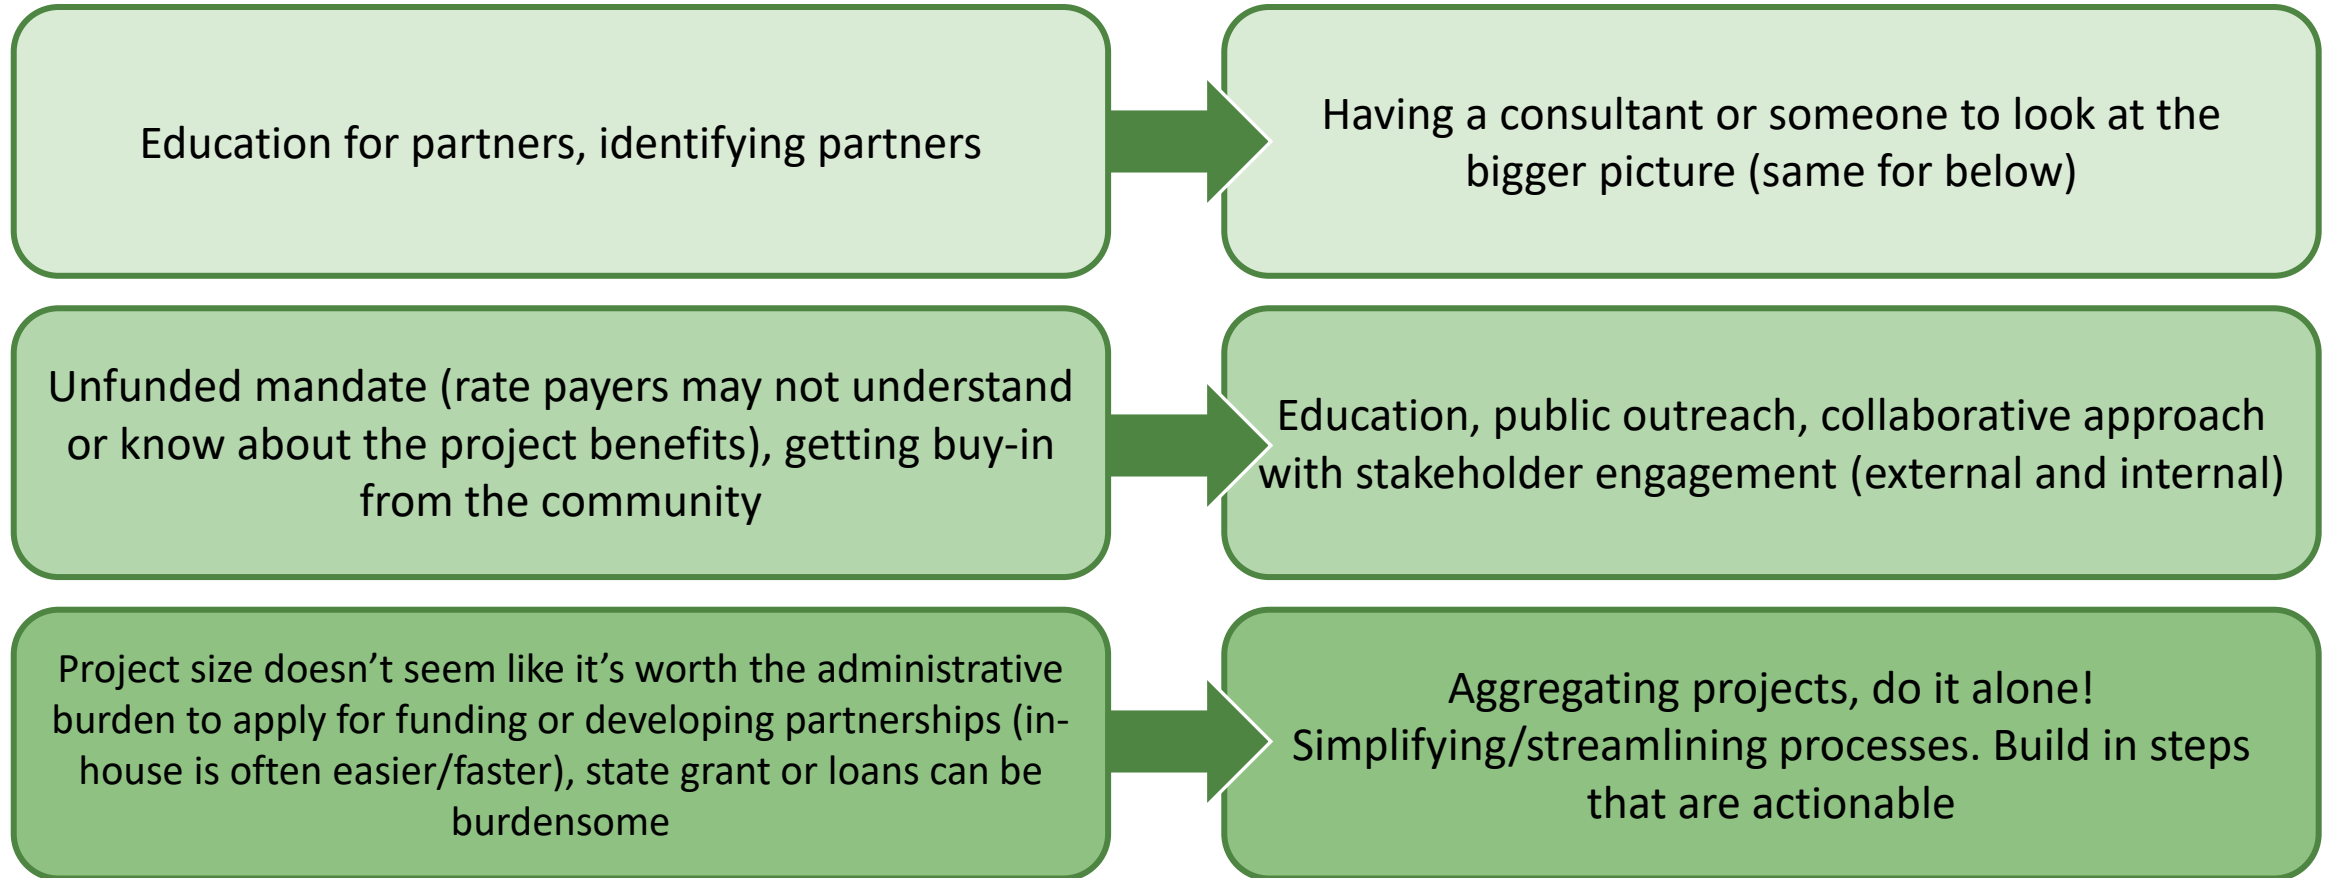 Education for partners, identifying partners
Having a consultant or someone to look at the
bigger picture (same for below)
Unfunded mandate (rate payers may not understand
or know about the project benefits), getting buy-in
from the community
Education, public outreach, collaborative approach
with stakeholder engagement (external and internal)
Project size doesn’t seem like it’s worth the administrative
burden to apply for funding or developing partnerships (in-
house is often easier/faster), state grant or loans can be
burdensome
Aggregating projects, do it alone!
Simplifying/streamlining processes. Build in steps
that are actionable